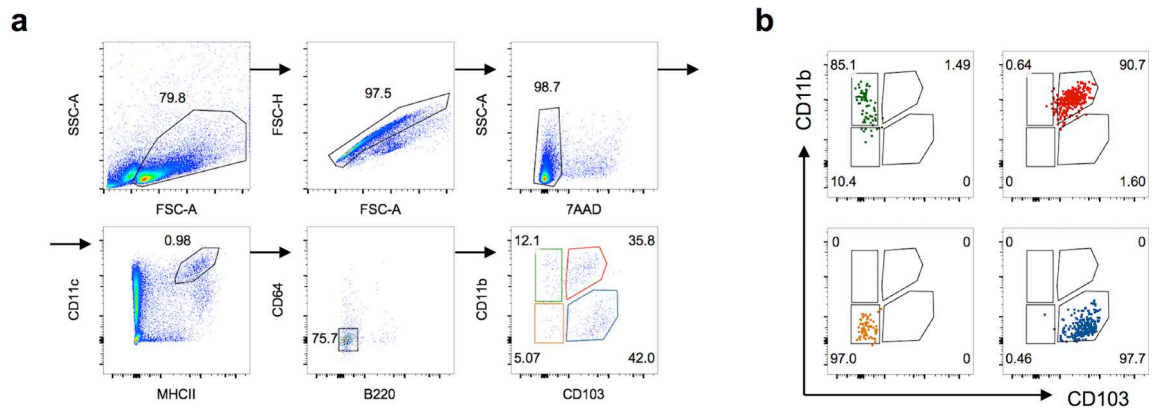 a
SSC-A
79.8
FSC-A
FSC-H
97.5
FSC-A
SSC-A
98.7
7AAD
CD11c
0.98
MHCII
CD64
75.7
B220
CD11b
12.1 35.8
5.07 42.0
CD103
b
CD11b
85.1 1.49
10.4 0
0.64 90.7
0 1.60
0 0
97.0 0
0 0
0.46 97.7
CD103